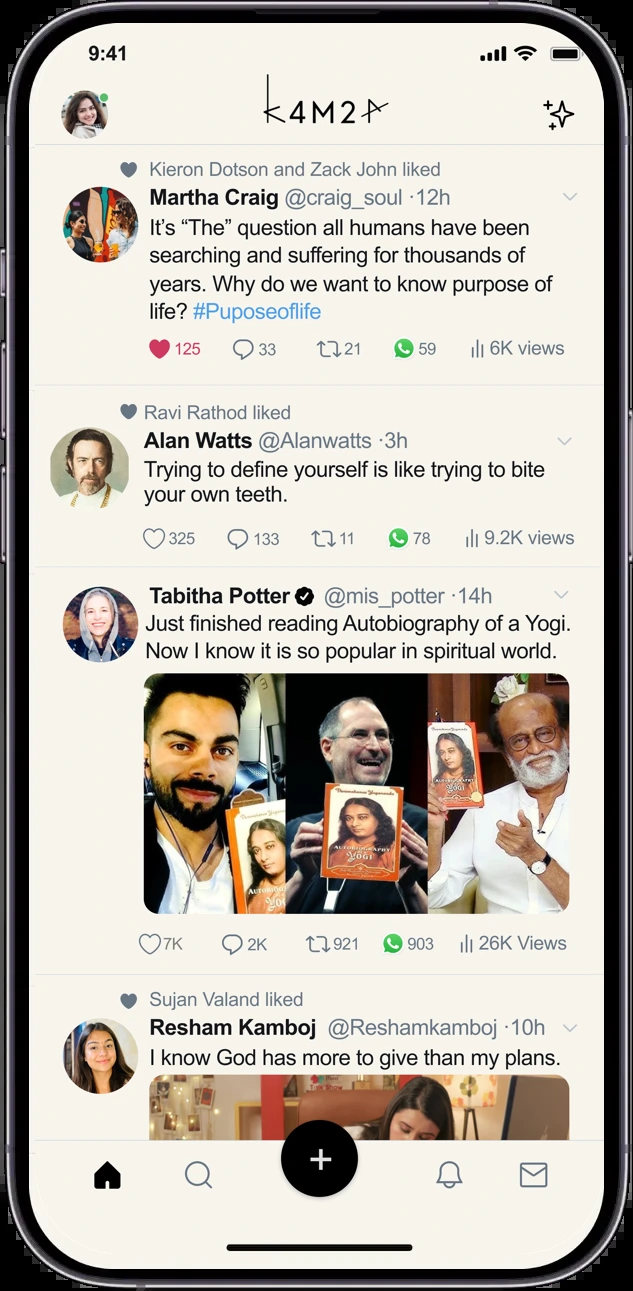 9:41
K4M2A
Kieron Dotson and Zack John liked
Martha Craig @craig_soul ·12h
It's “The” question all humans have been
searching and suffering for thousands of
years. Why do we want to know purpose of
life? #Puposeoflife
125 33 21 59 6K views
Ravi Rathod liked
Alan Watts @Alanwatts ·3h
Trying to define yourself is like trying to bite
your own teeth.
325 133 11 78 9.2K views
Tabitha Potter @mis_potter ·14h
Just finished reading Autobiography of a Yogi.
Now I know it is so popular in spiritual world.
Paramahansa Yogananda
AUTOBIOGRAPHY
OF A
YOGI
7K 2K 921 903 26K Views
Sujan Valand liked
Resham Kamboj @Reshamkamboj ·10h
I know God has more to give than my plans.